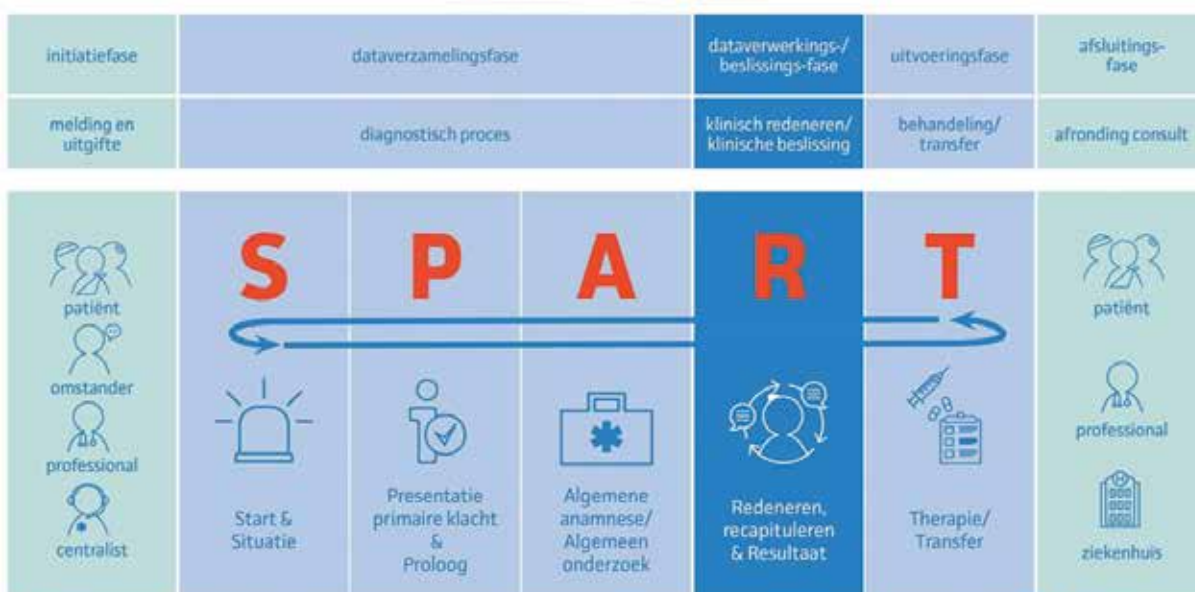 initiatiefase
dataverzamelingsfase
dataverwerkings-/
beslissings-fase
uitvoeringsfase
afsluitings-
fase
melding en
uitgifte
diagnostisch proces
klinisch redeneren/
klinische beslissing
behandeling/
transfer
afronding consult
patiënt
omstander
professional
centralist
S
Start &
Situatie
P
Presentatie
primaire klacht
&
Proloog
A
Algemene
anamnese/
Algemeen
onderzoek
R
Redeneren,
recapituleren
& Resultaat
T
Therapie/
Transfer
patiënt
professional
H
ziekenhuis